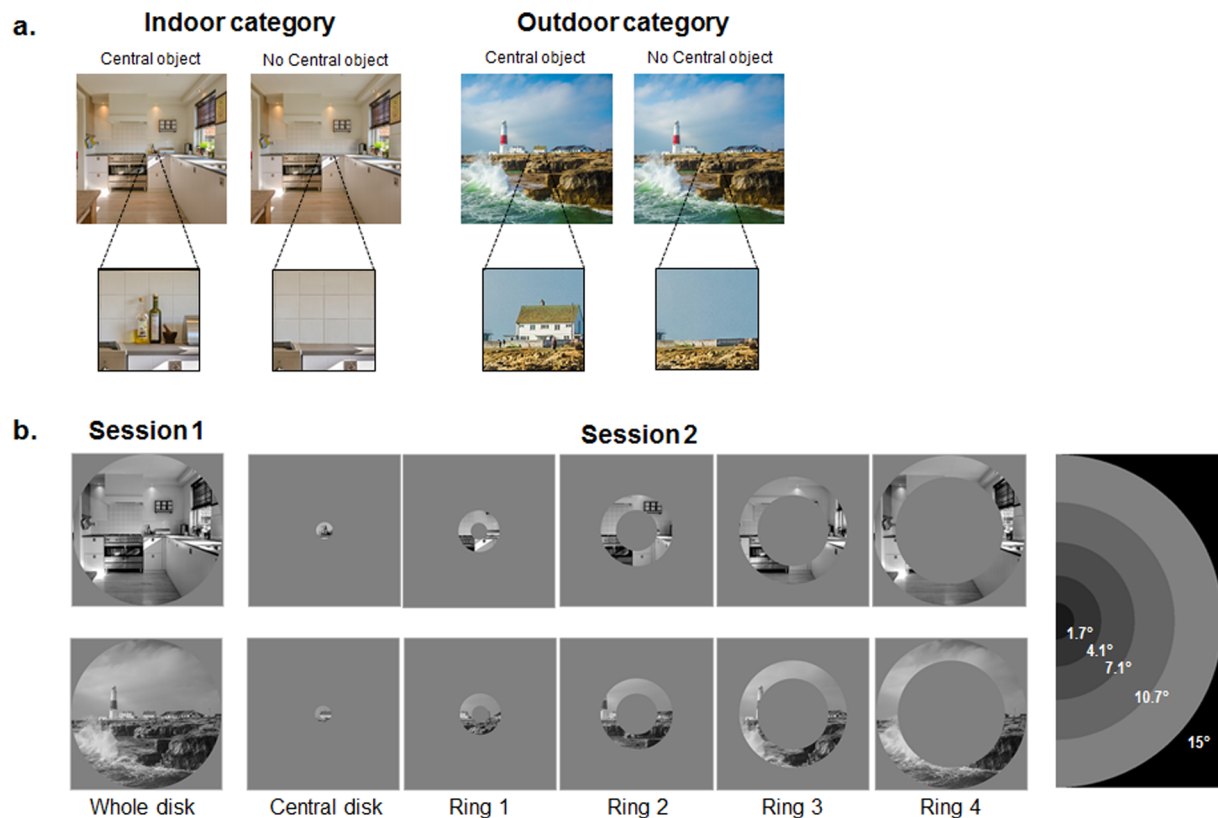 a.
Indoor category
Outdoor category
Central object
No Central object
Central object
No Central object
b.
Session 1
Session 2
1.7°
4.1°
7.1°
10.7°
15°
Whole disk
Central disk
Ring 1
Ring 2
Ring 3
Ring 4